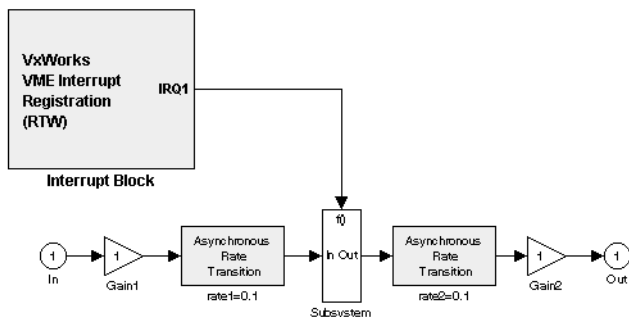 VxWorks
VME Interrupt
Registration
(RTW)
IRQ1
Interrupt Block
f()
1
In
1
Gain1
Asynchronous
Rate
Transition
rate1=0.1
In Out
Subsystem
Asynchronous
Rate
Transition
rate2=0.1
1
Gain2
1
Out